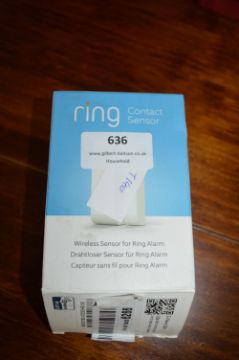 ring Contact
Sensor
636
www.gilbert-baitson.co.uk
Household
Wireless Sensor for Ring Alarm
Drahtloser Sensor für Ring Alarm
Capteur sans fil pour Ring Alarm